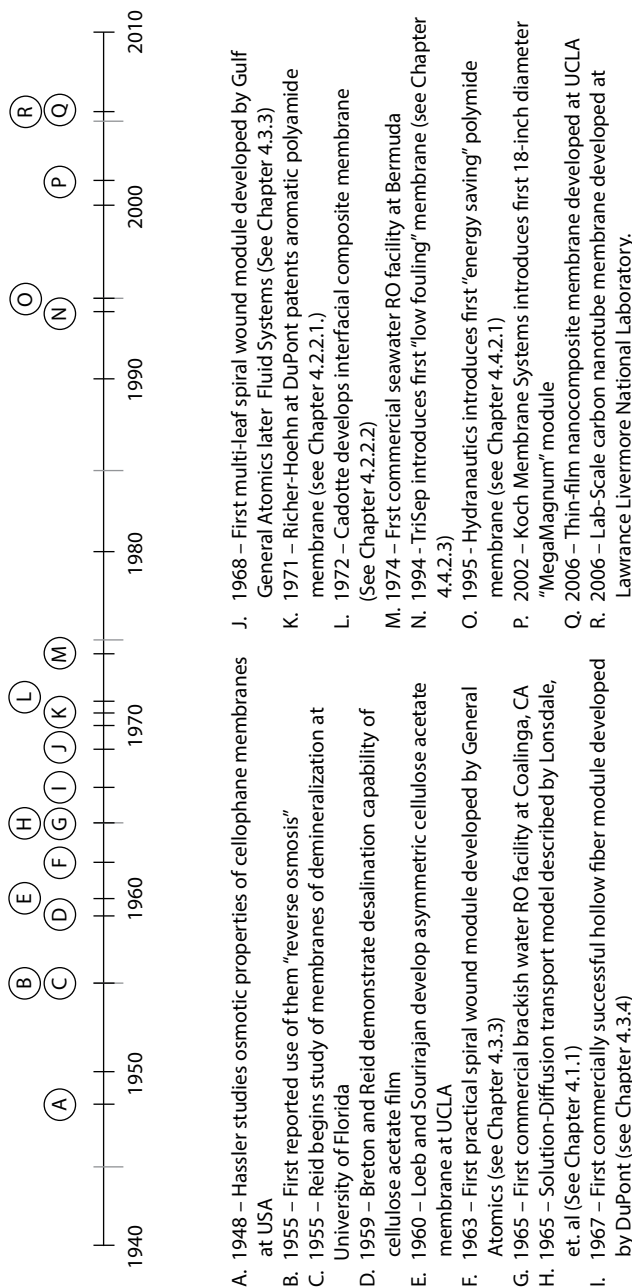 B E H L O R
A C D F G I J K M N P Q
1940 1950 1960 1970 1980 1990 2000 2010
A. 1948 – Hassler studies osmotic properties of cellophane membranes
at USA
B. 1955 – First reported use of them “reverse osmosis”
C. 1955 – Reid begins study of membranes of demineralization at
University of Florida
D. 1959 – Breton and Reid demonstrate desalination capability of
cellulose acetate film
E. 1960 – Loeb and Sourirajan develop asymmetric cellulose acetate
membrane at UCLA
F. 1963 – First practical spiral wound module developed by General
Atomics (see Chapter 4.3.3)
G. 1965 – First commercial brackish water RO facility at Coalinga, CA
H. 1965 – Solution-Diffusion transport model described by Lonsdale,
et. al (See Chapter 4.1.1)
I. 1967 – First commercially successful hollow fiber module developed
by DuPont (see Chapter 4.3.4)
J. 1968 – First multi-leaf spiral wound module developed by Gulf
General Atomics later Fluid Systems (See Chapter 4.3.3)
K. 1971 – Richer-Hoehn at DuPont patents aromatic polyamide
membrane (see Chapter 4.2.2.1.)
L. 1972 – Cadotte develops interfacial composite membrane
(See Chapter 4.2.2.2)
M. 1974 – Frst commercial seawater RO facility at Bermuda
N. 1994 - TriSep introduces first “low fouling” membrane (see Chapter
4.4.2.3)
O. 1995 - Hydranautics introduces first “energy saving” polymide
membrane (see Chapter 4.4.2.1)
P. 2002 – Koch Membrane Systems introduces first 18-inch diameter
“MegaMagnum” module
Q. 2006 – Thin-film nanocomposite membrane developed at UCLA
R. 2006 – Lab-Scale carbon nanotube membrane developed at
Lawrance Livermore National Laboratory.